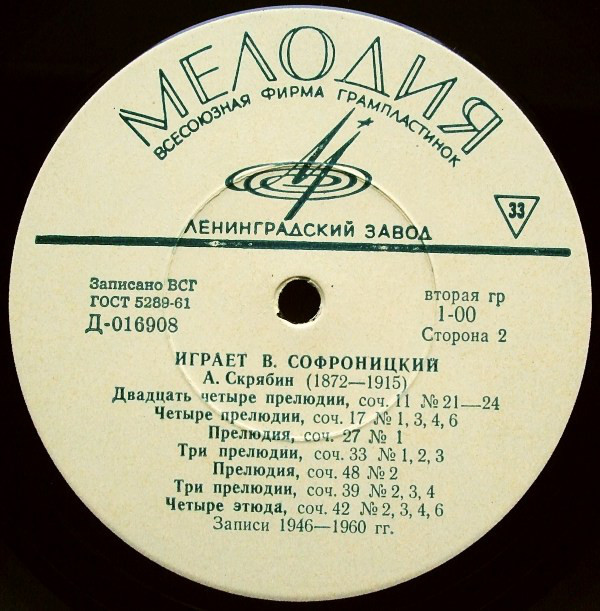 МЕЛОДИЯ
ВСЕСОЮЗНАЯ ФИРМА ГРАМПЛАСТИНОК
33
ЛЕНИНГРАДСКИЙ ЗАВОД
Записано ВСГ
ГОСТ 5289-61
Д-016908
вторая гр
1-00
Сторона 2
ИГРАЕТ В. СОФРОНИЦКИЙ
А. Скрябин (1872—1915)
Двадцать четыре прелюдии, соч. 11 № 21—24
Четыре прелюдии, соч. 17 № 1, 3, 4, 6
Прелюдия, соч. 27 № 1
Три прелюдии, соч. 33 № 1, 2, 3
Прелюдия, соч. 48 № 2
Три прелюдии, соч. 39 № 2, 3, 4
Четыре этюда, соч. 42 № 2, 3, 4, 6
Записи 1946—1960 гг.